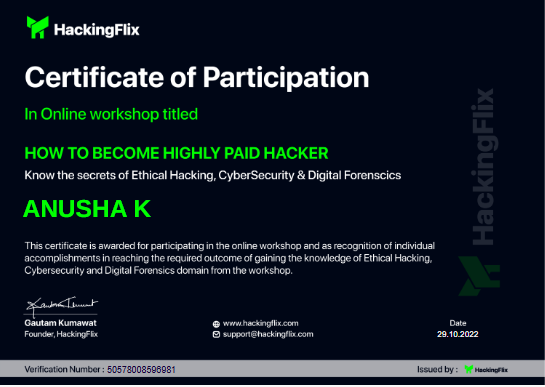 HackingFlix
Certificate of Participation
In Online workshop titled
HOW TO BECOME HIGHLY PAID HACKER
Know the secrets of Ethical Hacking, CyberSecurity & Digital Forenscics
ANUSHA K
This certificate is awarded for participating in the online workshop and as recognition of individual
accomplishments in reaching the required outcome of gaining the knowledge of Ethical Hacking,
Cybersecurity and Digital Forensics domain from the workshop.
Gautam Kumawat
Founder, HackingFlix
www.hackingflix.com
support@hackingflix.com
Date
29.10.2022
HackingFlix
Verification Number : 50578008596981
Issued by : HackingFlix